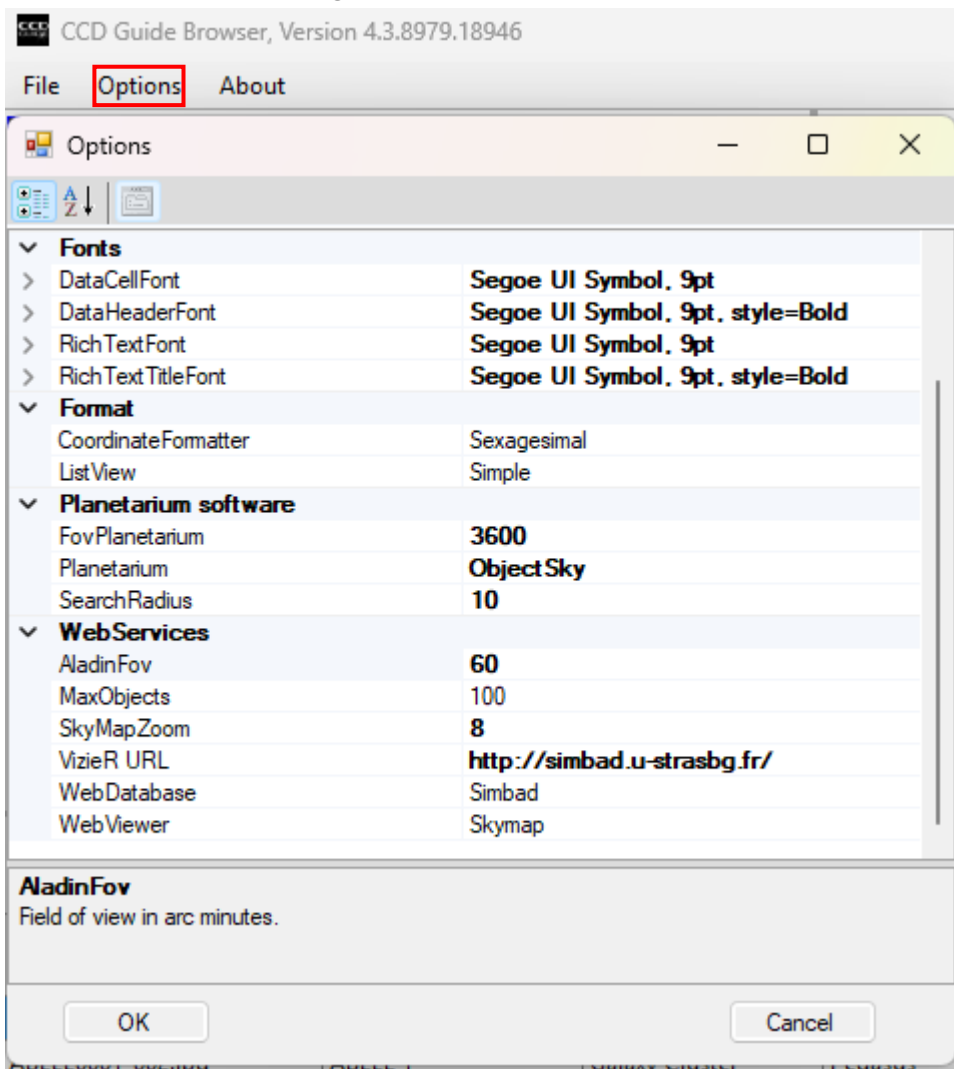 CCD Guide Browser, Version 4.3.8979.18946
File Options About
Options
Fonts
DataCellFont Segoe UI Symbol, 9pt
DataHeaderFont Segoe UI Symbol, 9pt, style=Bold
RichTextFont Segoe UI Symbol, 9pt
RichTextTitleFont Segoe UI Symbol, 9pt, style=Bold
Format
CoordinateFormatter Sexagesimal
ListView Simple
Planetarium software
FovPlanetarium 3600
Planetarium ObjectSky
SearchRadius 10
WebServices
AladinFov 60
MaxObjects 100
SkyMapZoom 8
VizieR URL http://simbad.u-strasbg.fr/
WebDatabase Simbad
WebViewer Skymap
AladinFov
Field of view in arc minutes.
OK Cancel